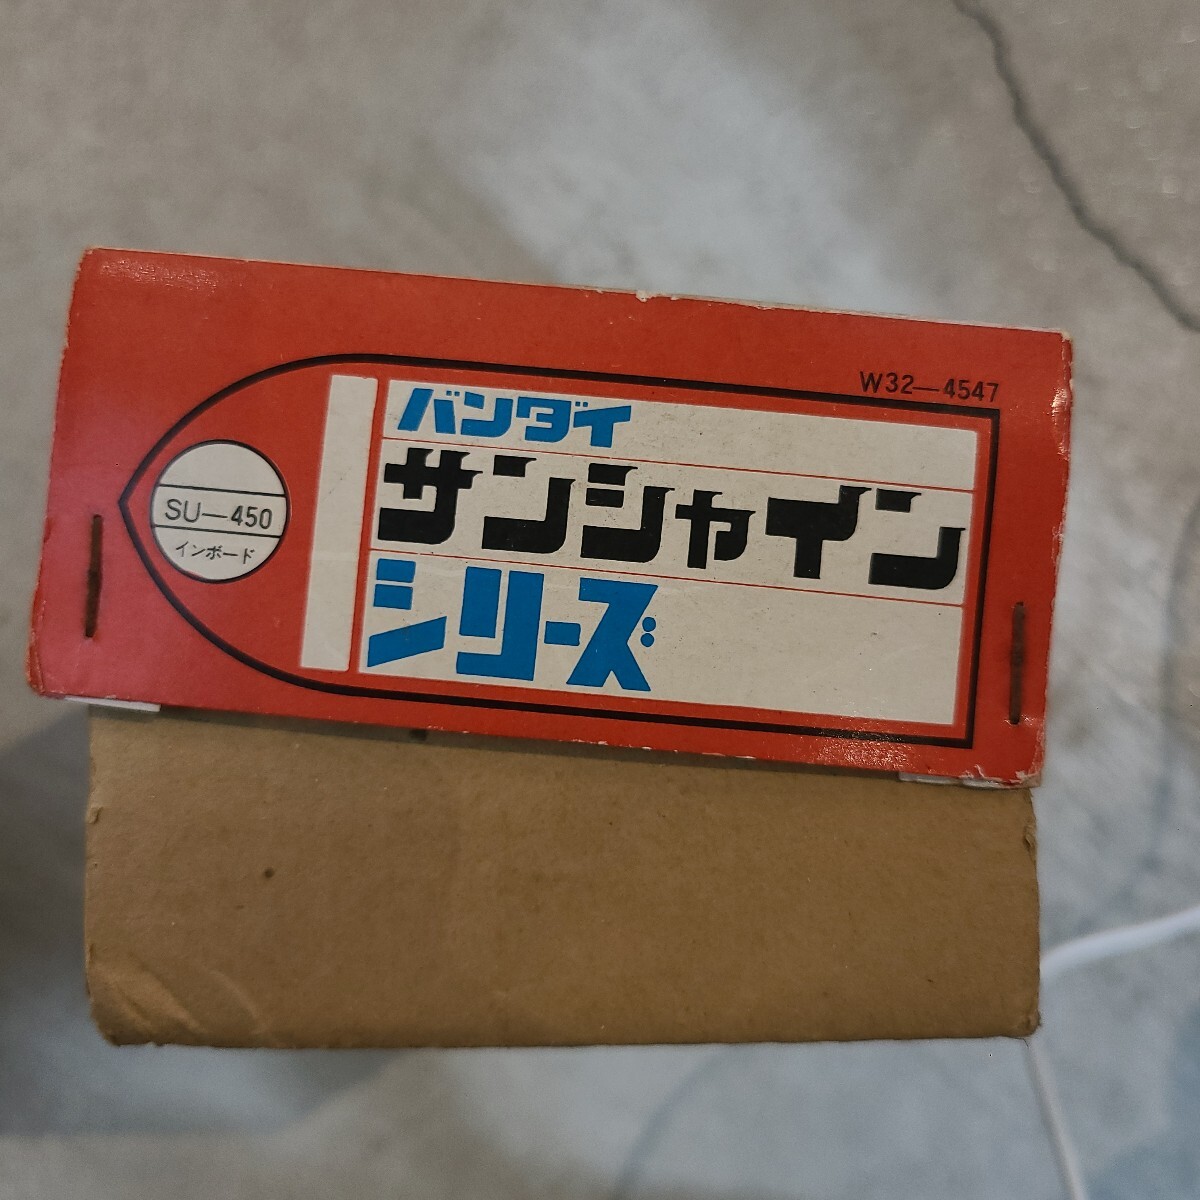 W32—4547
バンダイ
サンシャイン
シリーズ
SU—450
インボード